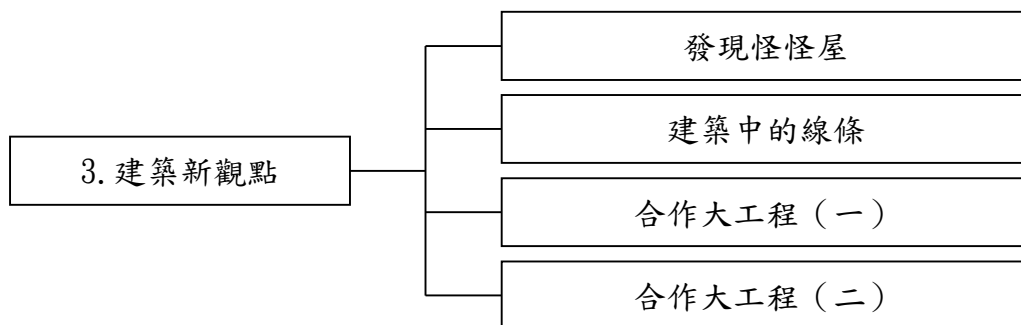 發現怪怪屋
建築中的線條
3.建築新觀點
合作大工程（一）
合作大工程（二）